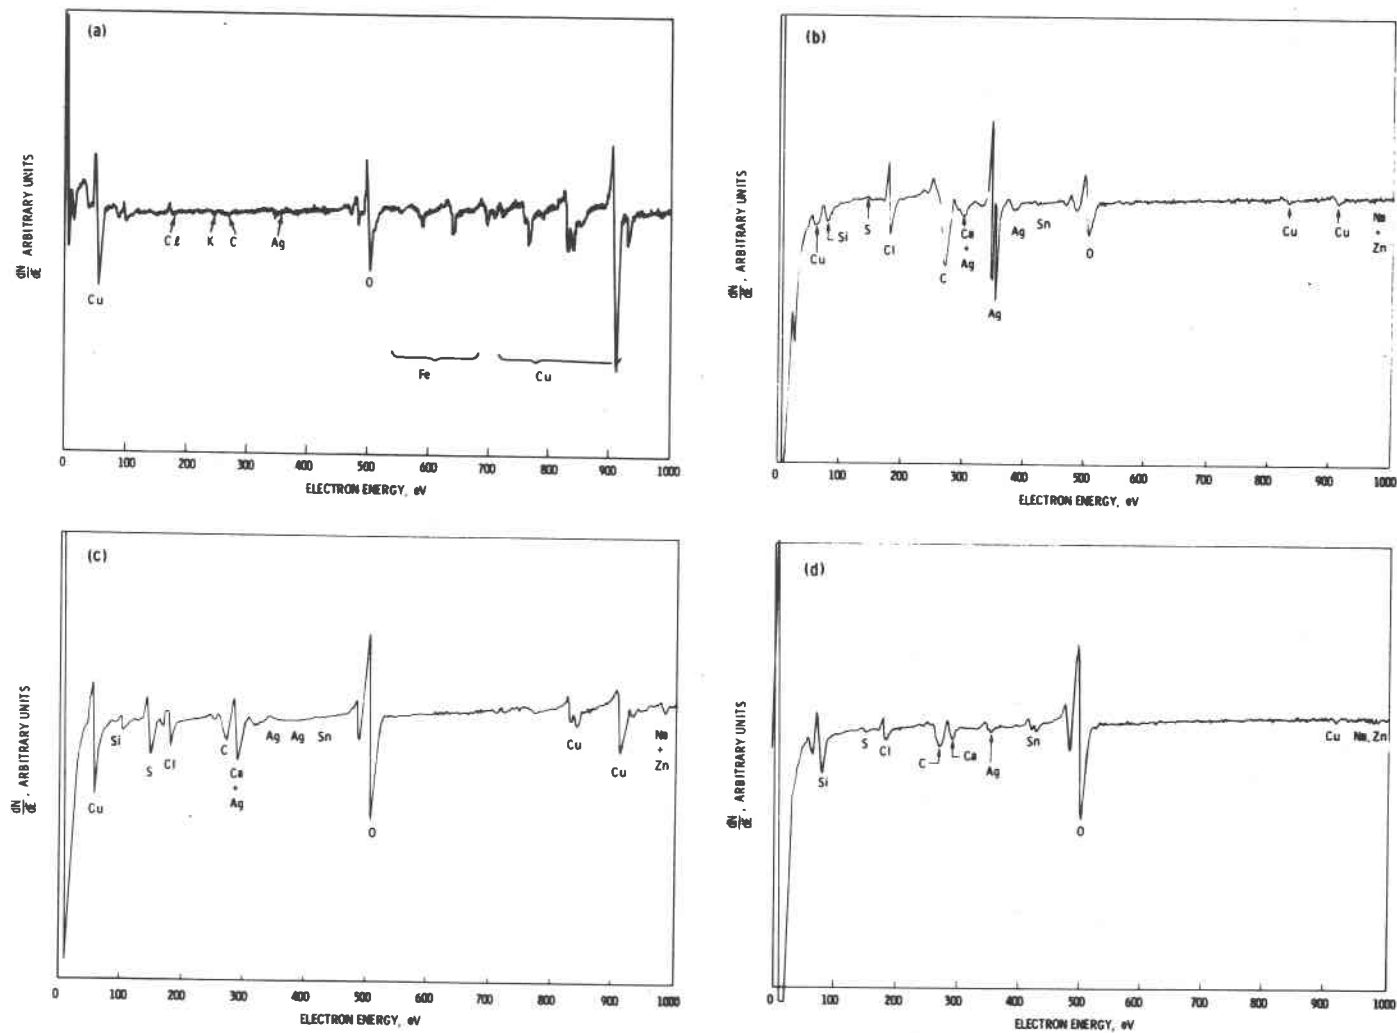 (a)
dN/dE ARBITRARY UNITS
Cℓ K C Ag
Cu
O
Fe Cu
0 100 200 300 400 500 600 700 800 900 1000
ELECTRON ENERGY, eV
(b)
dN/dE, ARBITRARY UNITS
Cu Si S Cl C Ca + Ag Ag Ag Sn O Cu Cu Na + Zn
0 100 200 300 400 500 600 700 800 900 1000
ELECTRON ENERGY, eV
(c)
dN/dE, ARBITRARY UNITS
Cu Si S Cl C Ca + Ag Ag Ag Sn O Cu Cu Na + Zn
0 100 200 300 400 500 600 700 800 900 1000
ELECTRON ENERGY, eV
(d)
dN/dE, ARBITRARY UNITS
Si S Cl C Ca Ag Sn O Cu Na, Zn
0 100 200 300 400 500 600 700 800 900 1000
ELECTRON ENERGY, eV